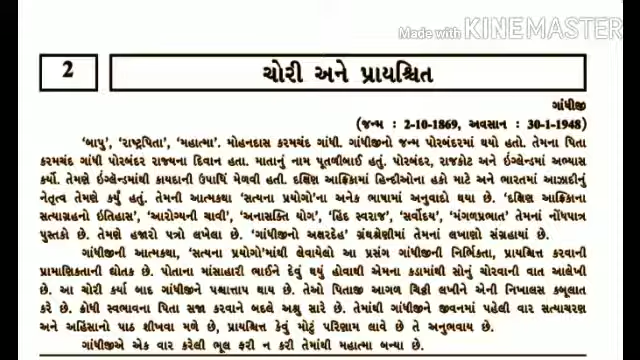 Made with KINEMASTER
2
ચોરી અને પ્રાયશ્ચિત
ગાંધીજી
(જન્મ : 2-10-1869, અવસાન : 30-1-1948)
'બાપુ', 'રાષ્ટ્રપિતા', 'મહાત્મા'. મોહનદાસ કરમચંદ ગાંધી. ગાંધીજીનો જન્મ પોરબંદરમાં થયો હતો. તેમના પિતા
કરમચંદ ગાંધી પોરબંદર રાજ્યના દિવાન હતા. માતાનું નામ પૂતળીબાઈ હતું. પોરબંદર, રાજકોટ અને ઇંગ્લેન્ડમાં અભ્યાસ
કર્યો. તેમણે ઇંગ્લેન્ડમાંથી કાયદાની ઉપાધિ મેળવી હતી. દક્ષિણ આફ્રિકામાં હિન્દીઓના હકો માટે અને ભારતમાં આઝાદીનું
નેતૃત્વ તેમણે કર્યું હતું. તેમની આત્મકથા 'સત્યના પ્રયોગો'ના અનેક ભાષામાં અનુવાદો થયા છે. 'દક્ષિણ આફ્રિકાના
સત્યાગ્રહનો ઇતિહાસ', 'આરોગ્યની ચાવી', 'અનાસક્તિ યોગ', 'હિંદ સ્વરાજ', 'સર્વોદય', 'મંગળપ્રભાત' તેમનાં નોંધપાત્ર
પુસ્તકો છે. તેમણે હજારો પત્રો લખેલા છે. 'ગાંધીજીનો અક્ષરદેહ' ગ્રંથશ્રેણીમાં તેમનાં લખાણો સંગ્રહાયાં છે.
ગાંધીજીની આત્મકથા, 'સત્યના પ્રયોગો'માંથી લેવાયેલો આ પ્રસંગ ગાંધીજીની નિર્ભિકતા, પ્રાયશ્ચિત્ત કરવાની
પ્રામાણિકતાની દ્યોતક છે. પોતાના માંસાહારી ભાઈને દેવું થયું હોવાથી એમના કડામાંથી સોનું ચોરવાની વાત આલેખી
છે. આ ચોરી કર્યા બાદ ગાંધીજીને પશ્ચાત્તાપ થાય છે. તેઓ પિતાજી આગળ ચિઠ્ઠી લખીને એની નિખાલસ કબૂલાત
કરે છે. ક્રોધી સ્વભાવના પિતા સજા કરવાને બદલે અશ્રુ સારે છે. તેમાંથી ગાંધીજીને જીવનમાં પહેલી વાર સત્યાચરણ
અને અહિંસાનો પાઠ શીખવા મળે છે, પ્રાયશ્ચિત્ત કેવું મોટું પરિણામ લાવે છે તે અનુભવાય છે.
ગાંધીજીએ એક વાર કરેલી ભૂલ ફરી ન કરી તેમાંથી મહાત્મા બન્યા છે.